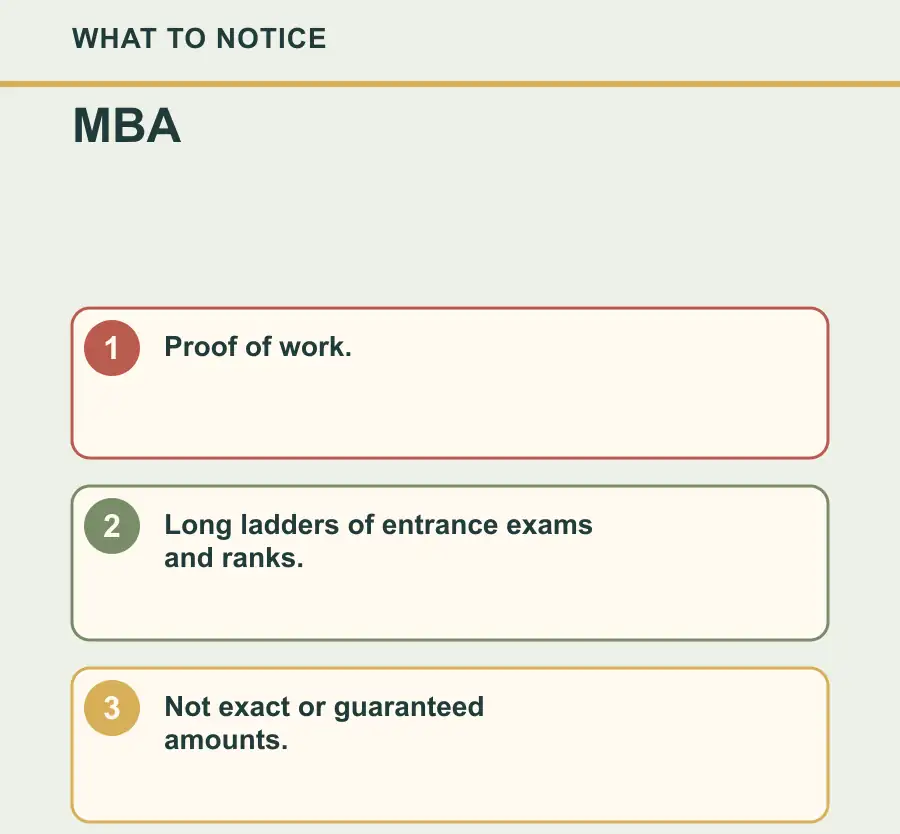 WHAT TO NOTICE
MBA
1
Proof of work.
2
Long ladders of entrance exams
and ranks.
3
Not exact or guaranteed
amounts.